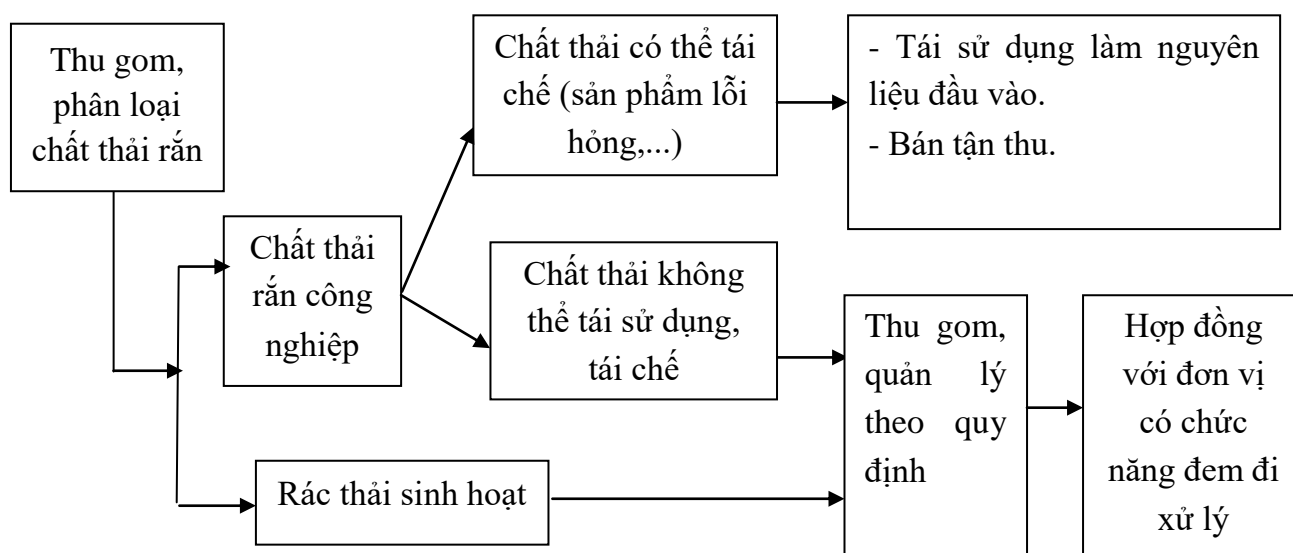 Thu gom,
phân loại
chất thải rắn
Chất thải có thể tái
chế (sản phẩm lỗi
hỏng,...)
- Tái sử dụng làm nguyên
liệu đầu vào.
- Bán tận thu.
Chất thải
rắn công
nghiệp
Chất thải không
thể tái sử dụng,
tái chế
Thu gom,
quản lý
theo quy
định
Hợp đồng
với đơn vị
có chức
năng đem đi
xử lý
Rác thải sinh hoạt